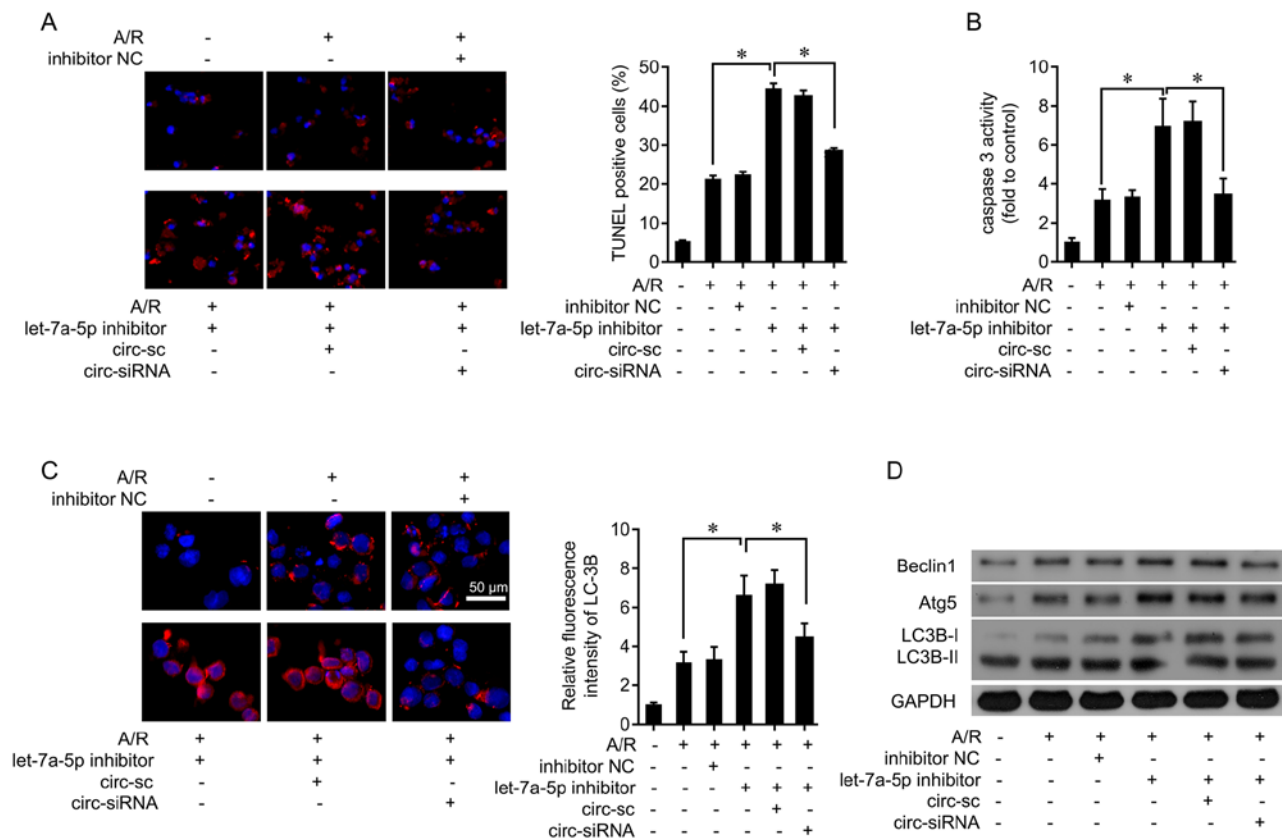 A
A/R - + +
inhibitor NC - - +
A/R + + +
let-7a-5p inhibitor + + +
circ-sc - + -
circ-siRNA - - +
TUNEL positive cells (%)
50
40
30
20
10
0
* *
A/R - + + + + +
inhibitor NC - - + - - -
let-7a-5p inhibitor - - - + + +
circ-sc - - - - + -
circ-siRNA - - - - - +
B
caspase 3 activity
(fold to control)
10
8
6
4
2
0
* *
A/R - + + + + +
inhibitor NC - - + - - -
let-7a-5p inhibitor - - - + + +
circ-sc - - - - + -
circ-siRNA - - - - - +
C
A/R - + +
inhibitor NC - - +
50 µm
A/R + + +
let-7a-5p inhibitor + + +
circ-sc - + -
circ-siRNA - - +
Relative fluorescence
intensity of LC-3B
10
8
6
4
2
0
* *
A/R - + + + + +
inhibitor NC - - + - - -
let-7a-5p inhibitor - - - + + +
circ-sc - - - - + -
circ-siRNA - - - - - +
D
Beclin1
Atg5
LC3B-I
LC3B-II
GAPDH
A/R - + + + + +
inhibitor NC - - + - - -
let-7a-5p inhibitor - - - + + +
circ-sc - - - - + -
circ-siRNA - - - - - +